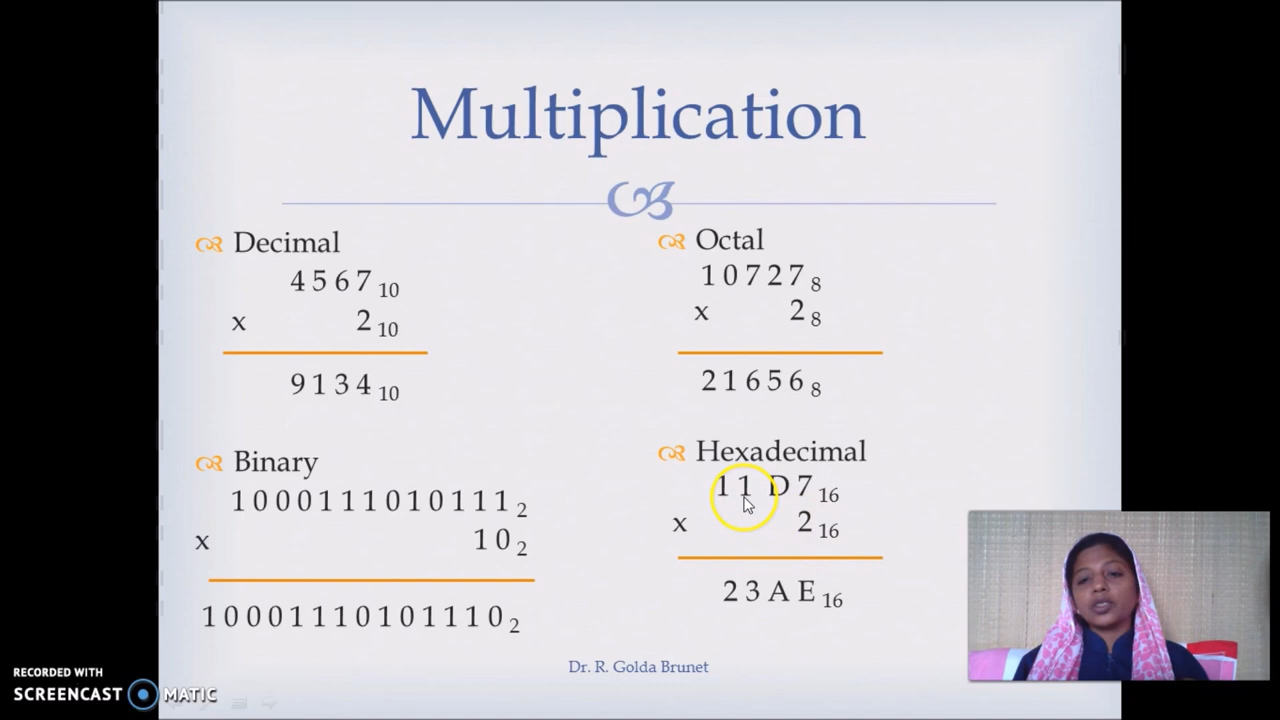 Multiplication
Decimal
4 5 6 7 10
x 2 10
9 1 3 4 10
Binary
1 0 0 0 1 1 1 0 1 0 1 1 1 2
x 1 0 2
1 0 0 0 1 1 1 0 1 0 1 1 1 0 2
Octal
1 0 7 2 7 8
x 2 8
2 1 6 5 6 8
Hexadecimal
1 1 D 7 16
x 2 16
2 3 A E 16
Dr. R. Golda Brunet
RECORDED WITH
SCREENCAST MATIC